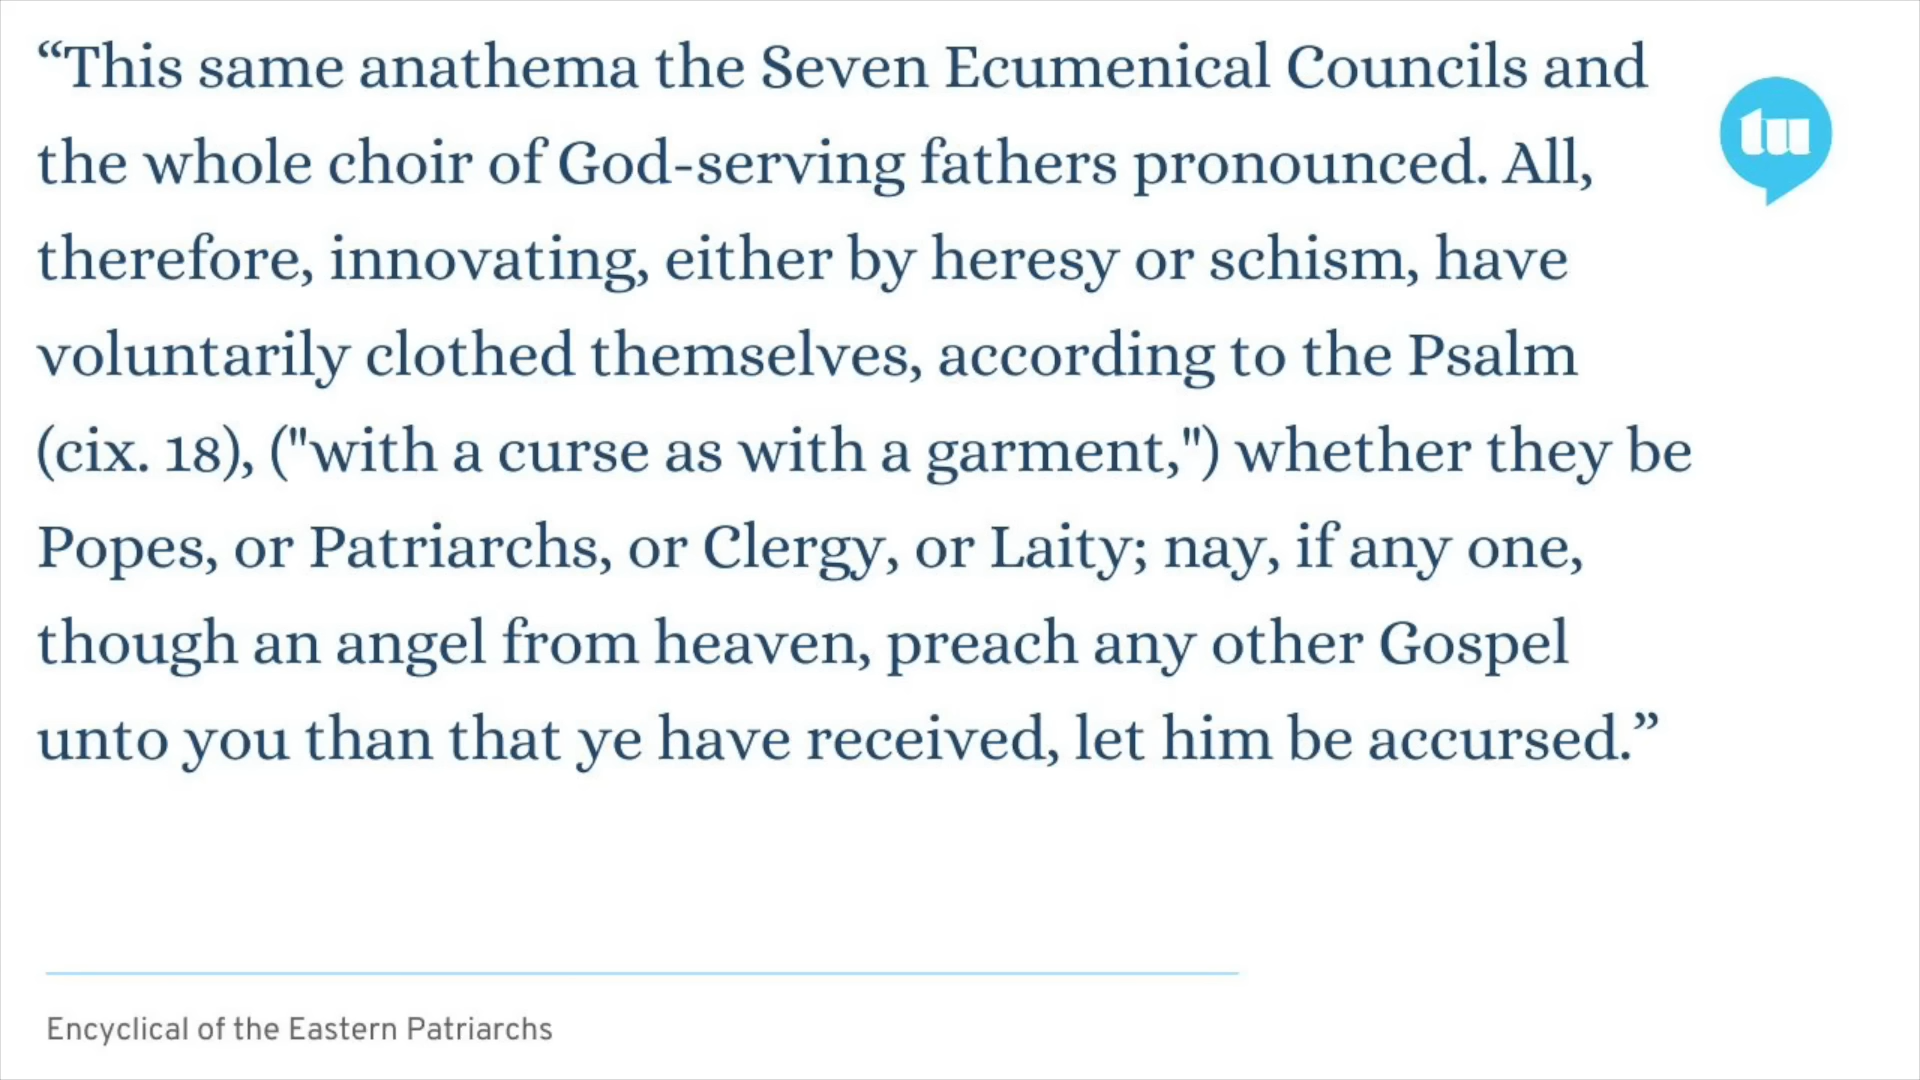 “This same anathema the Seven Ecumenical Councils and
the whole choir of God-serving fathers pronounced. All,
therefore, innovating, either by heresy or schism, have
voluntarily clothed themselves, according to the Psalm
(cix. 18), ("with a curse as with a garment,") whether they be
Popes, or Patriarchs, or Clergy, or Laity; nay, if any one,
though an angel from heaven, preach any other Gospel
unto you than that ye have received, let him be accursed.”
tu
Encyclical of the Eastern Patriarchs